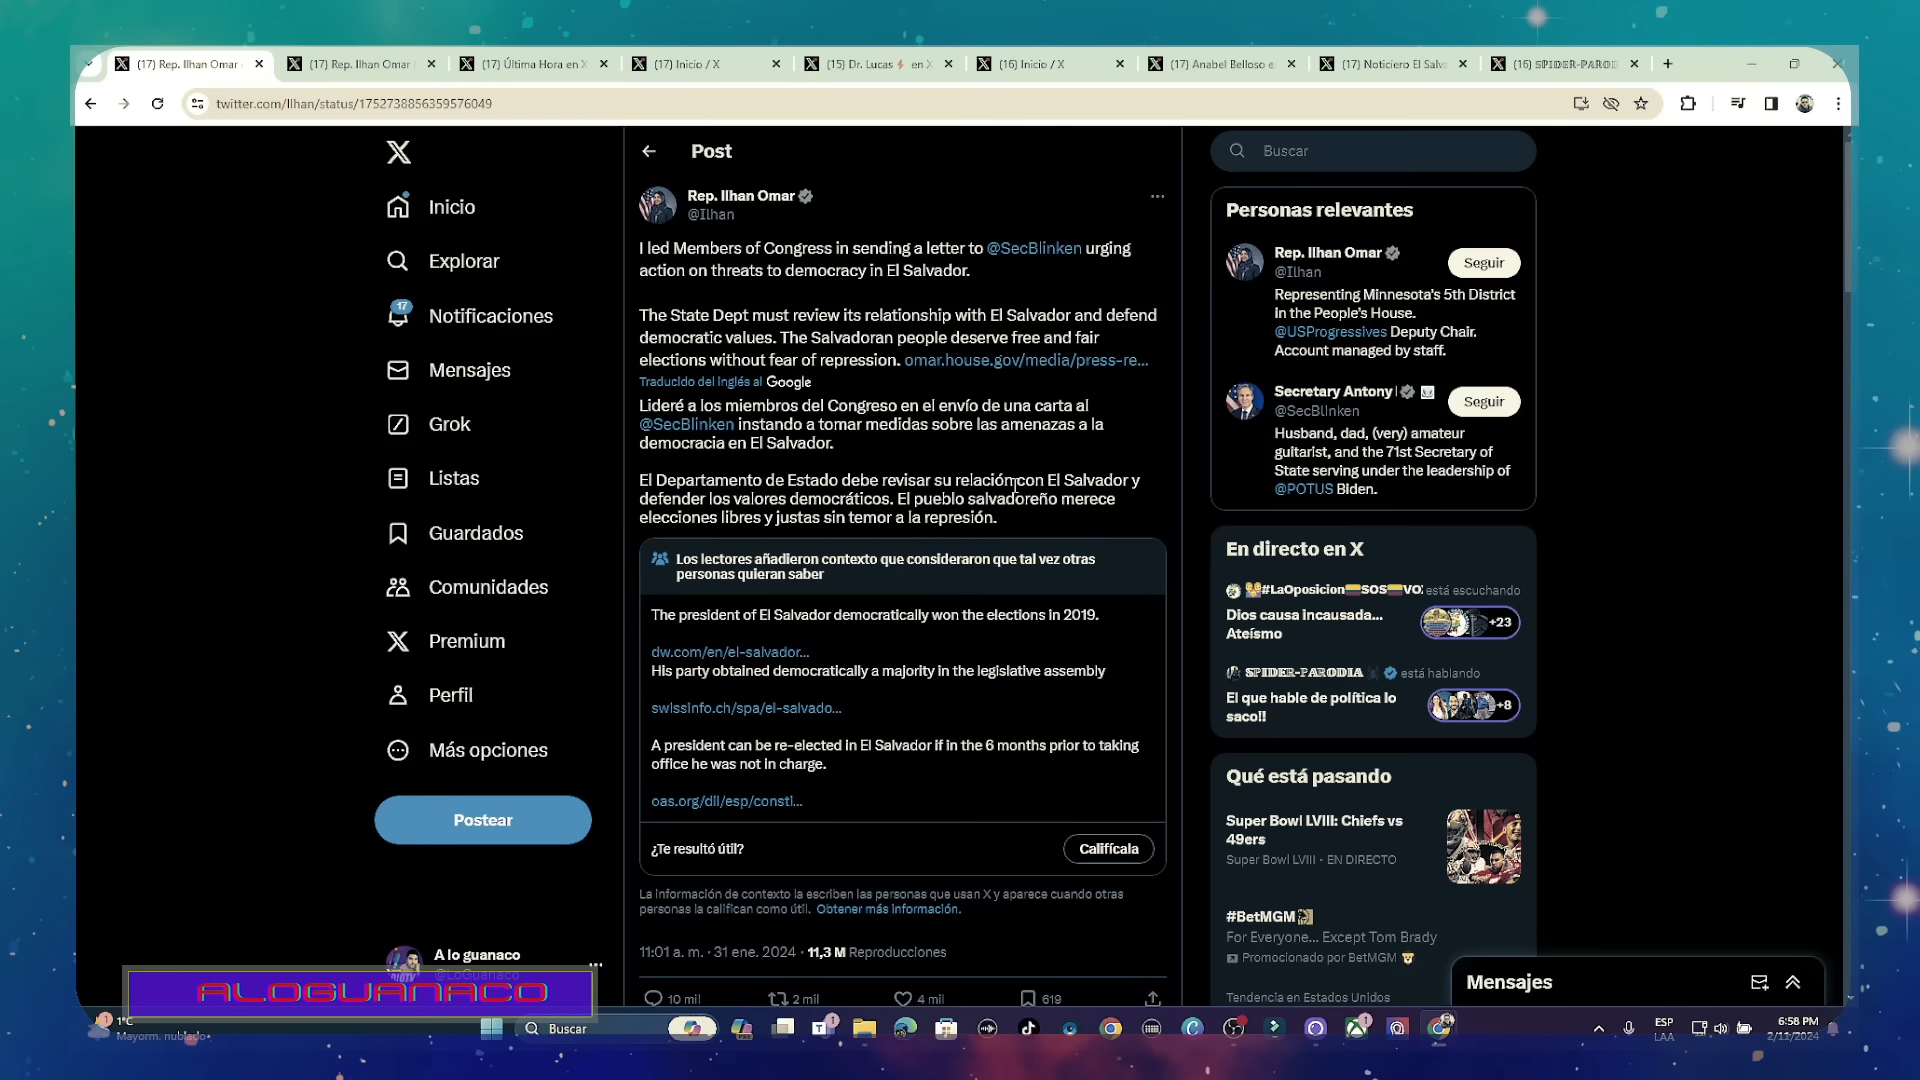 (17) Rep. Ilhan Omar
(17) Rep. Ilhan Omar
(17) Última Hora en X
(17) Inicio / X
(15) Dr. Lucas ⚡ en X
(16) Inicio / X
(17) Anabel Belloso e
(17) Noticiero El Salv
(16) SPIDER-PAROD
twitter.com/Ilhan/status/1752738856359576049
Inicio
Explorar
17
Notificaciones
Mensajes
Grok
Listas
Guardados
Comunidades
Premium
Perfil
Más opciones
Postear
A lo guanaco
@LoGuanaco
ALOGUANACO
Post
Rep. Ilhan Omar
@Ilhan
I led Members of Congress in sending a letter to @SecBlinken urging
action on threats to democracy in El Salvador.
The State Dept must review its relationship with El Salvador and defend
democratic values. The Salvadoran people deserve free and fair
elections without fear of repression. omar.house.gov/media/press-re…
Traducido del inglés al Google
Lideré a los miembros del Congreso en el envío de una carta al
@SecBlinken instando a tomar medidas sobre las amenazas a la
democracia en El Salvador.
El Departamento de Estado debe revisar su relación con El Salvador y
defender los valores democráticos. El pueblo salvadoreño merece
elecciones libres y justas sin temor a la represión.
Los lectores añadieron contexto que consideraron que tal vez otras
personas quieran saber
The president of El Salvador democratically won the elections in 2019.
dw.com/en/el-salvador…
His party obtained democratically a majority in the legislative assembly
swissinfo.ch/spa/el-salvado…
A president can be re-elected in El Salvador if in the 6 months prior to taking
office he was not in charge.
oas.org/dil/esp/consti…
¿Te resultó útil?
Califícala
La información de contexto la escriben las personas que usan X y aparece cuando otras
personas la califican como útil. Obtener más información.
11:01 a. m. · 31 ene. 2024 · 11,3 M Reproducciones
10 mil
2 mil
4 mil
619
Buscar
Personas relevantes
Rep. Ilhan Omar
@Ilhan
Seguir
Representing Minnesota's 5th District
in the People's House.
@USProgressives Deputy Chair.
Account managed by staff.
Secretary Antony
@SecBlinken
Seguir
Husband, dad, (very) amateur
guitarist, and the 71st Secretary of
State serving under the leadership of
@POTUS Biden.
En directo en X
#LaOposicion SOS VO está escuchando
Dios causa incausada...
Ateísmo
+23
SPIDER-PARODIA está hablando
El que hable de política lo
saco!!
+8
Qué está pasando
Super Bowl LVIII: Chiefs vs
49ers
Super Bowl LVIII · EN DIRECTO
#BetMGM
For Everyone... Except Tom Brady
Promocionado por BetMGM
Tendencia en Estados Unidos
Mensajes
1
1°C
Mayorm. nublado
Buscar
ESP
LAA
6:58 PM
2/11/2024